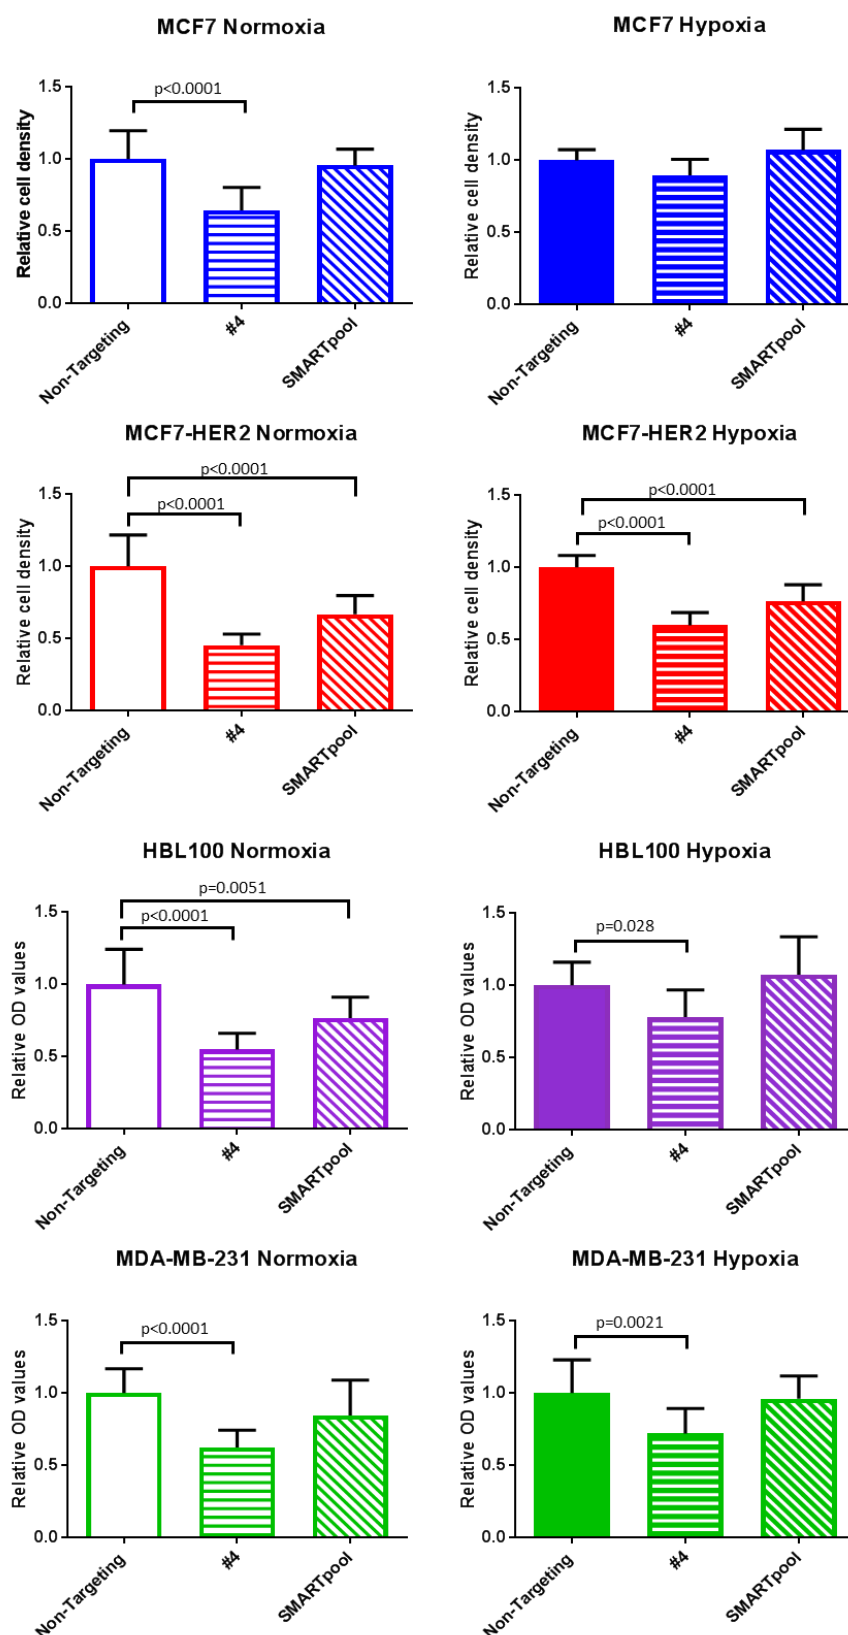 MCF7 Normoxia
p<0.0001
Relative cell density
1.5
1.0
0.5
0.0
Non-Targeting
#4
SMARTpool
MCF7 Hypoxia
Relative cell density
1.5
1.0
0.5
0.0
Non-Targeting
#4
SMARTpool
MCF7-HER2 Normoxia
p<0.0001
p<0.0001
Relative cell density
1.5
1.0
0.5
0.0
Non-Targeting
#4
SMARTpool
MCF7-HER2 Hypoxia
p<0.0001
p<0.0001
Relative cell density
1.5
1.0
0.5
0.0
Non-Targeting
#4
SMARTpool
HBL100 Normoxia
p=0.0051
p<0.0001
Relative OD values
1.5
1.0
0.5
0.0
Non-Targeting
#4
SMARTpool
HBL100 Hypoxia
p=0.028
Relative OD values
1.5
1.0
0.5
0.0
Non-Targeting
#4
SMARTpool
MDA-MB-231 Normoxia
p<0.0001
Relative OD values
1.5
1.0
0.5
0.0
Non-Targeting
#4
SMARTpool
MDA-MB-231 Hypoxia
p=0.0021
Relative OD values
1.5
1.0
0.5
0.0
Non-Targeting
#4
SMARTpool